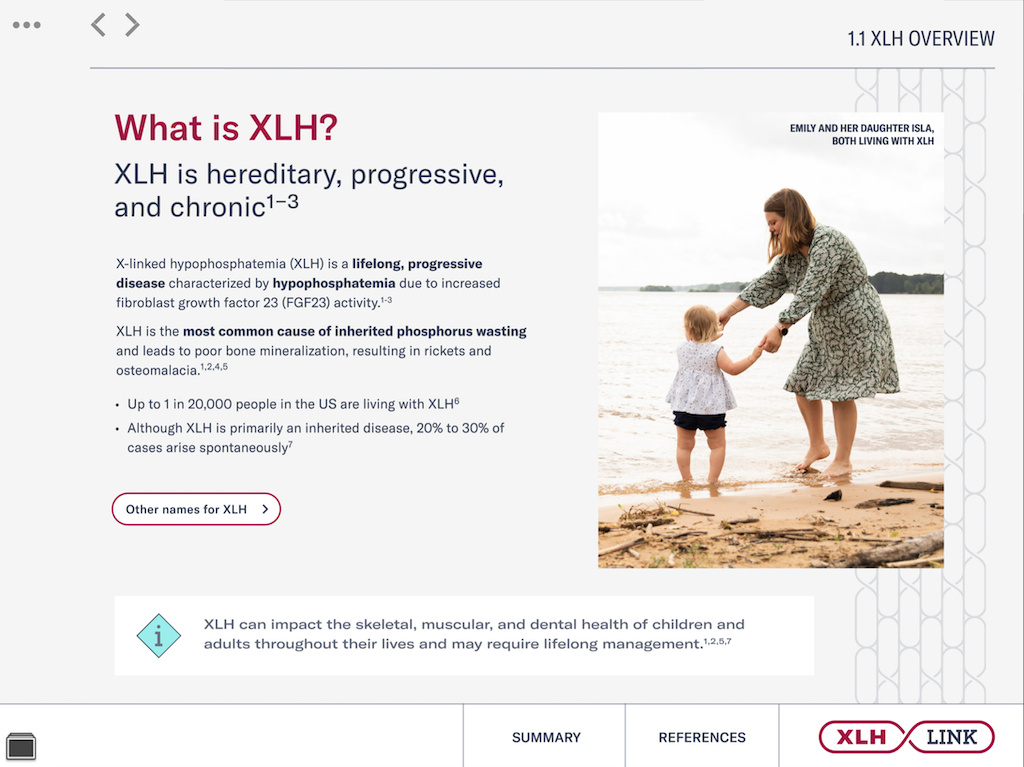 1.1 XLH OVERVIEW
What is XLH?
XLH is hereditary, progressive,
and chronic1–3
X-linked hypophosphatemia (XLH) is a lifelong, progressive
disease characterized by hypophosphatemia due to increased
fibroblast growth factor 23 (FGF23) activity.1-3
XLH is the most common cause of inherited phosphorus wasting
and leads to poor bone mineralization, resulting in rickets and
osteomalacia.1,2,4,5
• Up to 1 in 20,000 people in the US are living with XLH6
• Although XLH is primarily an inherited disease, 20% to 30% of
cases arise spontaneously7
Other names for XLH
EMILY AND HER DAUGHTER ISLA,
BOTH LIVING WITH XLH
i
XLH can impact the skeletal, muscular, and dental health of children and
adults throughout their lives and may require lifelong management.1,2,5,7
SUMMARY
REFERENCES
XLH LINK